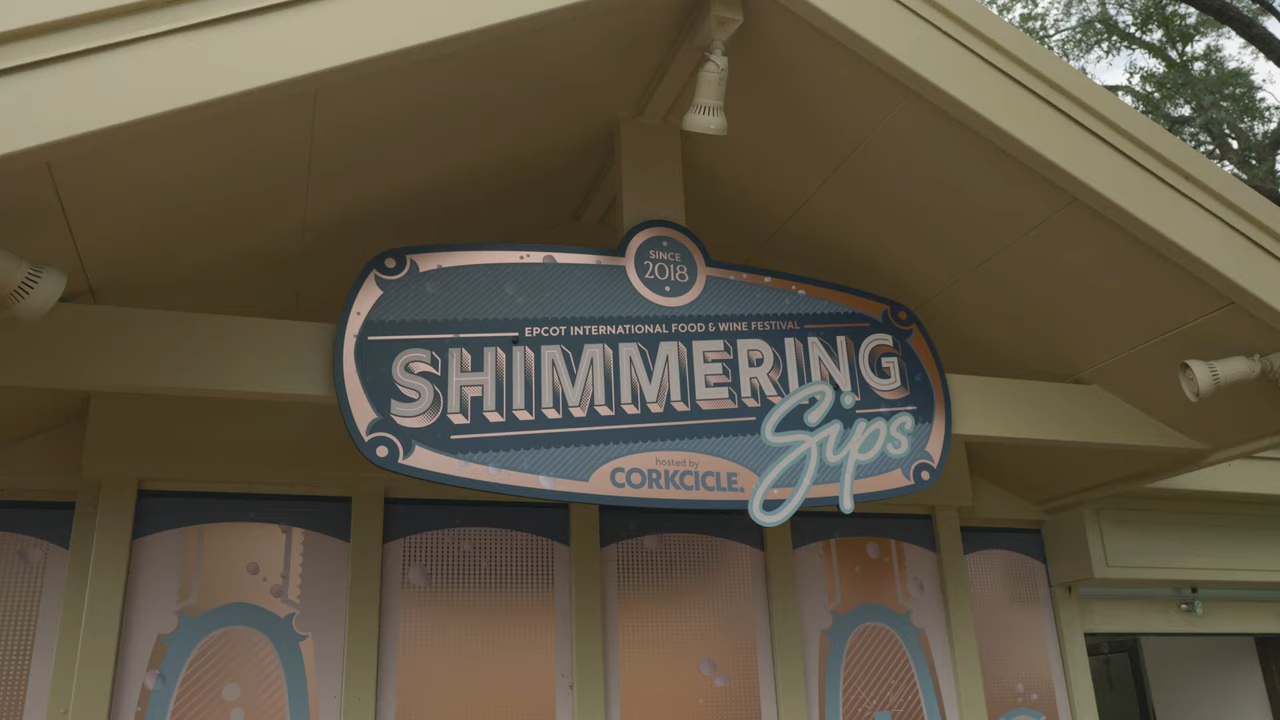 SINCE
2018
EPCOT INTERNATIONAL FOOD & WINE FESTIVAL
SHIMMERING
Sips
hosted by
CORKCICLE.